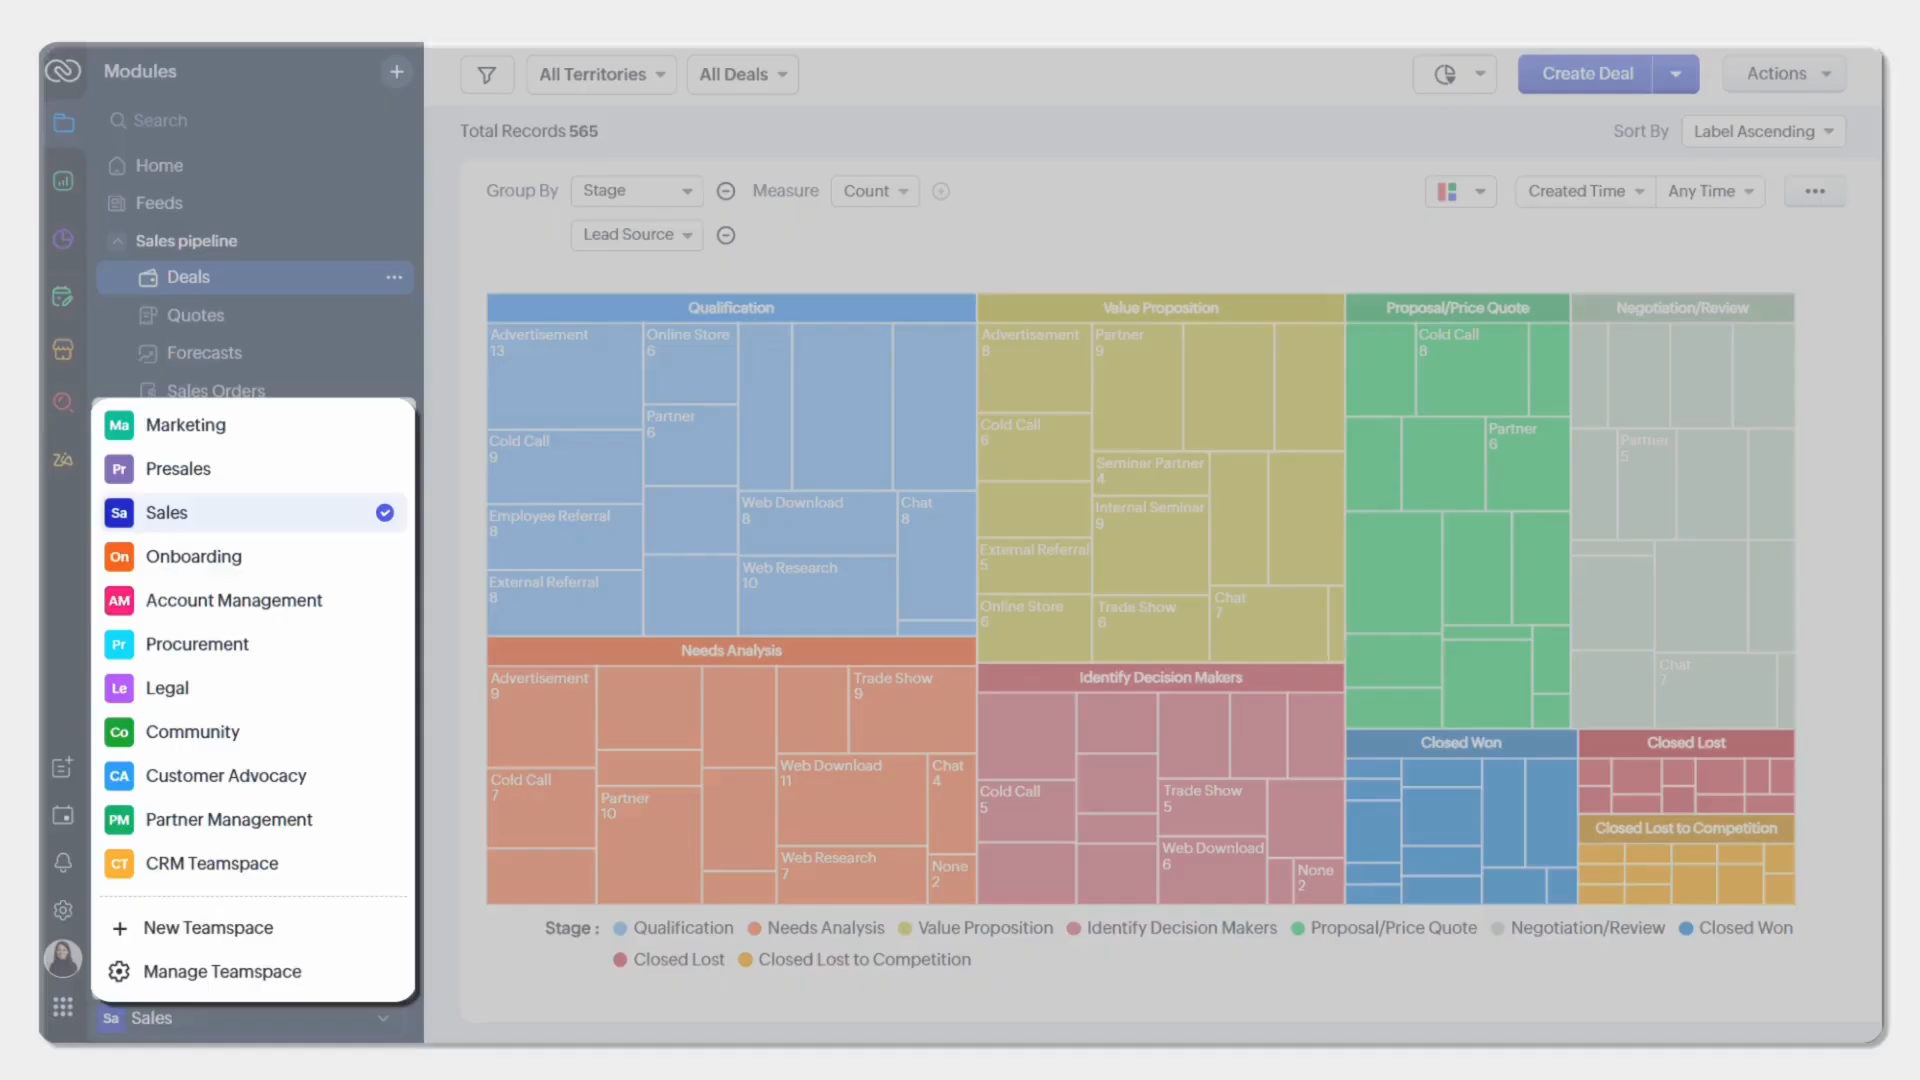 Modules
Search
Home
Feeds
Sales pipeline
Deals
Quotes
Forecasts
Sales Orders
Ma Marketing
Pr Presales
Sa Sales
On Onboarding
AM Account Management
Pr Procurement
Le Legal
Co Community
CA Customer Advocacy
PM Partner Management
CT CRM Teamspace
New Teamspace
Manage Teamspace
Sa Sales
Zia
All Territories
All Deals
Create Deal
Actions
Total Records 565
Sort By Label Ascending
Group By Stage Measure Count
Created Time Any Time
Lead Source
Qualification
Advertisement
13
Online Store
6
Partner
6
Cold Call
9
Employee Referral
8
External Referral
8
Web Download
8
Chat
8
Web Research
10
Needs Analysis
Advertisement
9
Trade Show
9
Cold Call
7
Partner
10
Web Download
11
Chat
4
Web Research
7
None
2
Value Proposition
Advertisement
8
Partner
9
Cold Call
6
Seminar Partner
4
Internal Seminar
9
External Referral
5
Online Store
6
Trade Show
6
Chat
7
Identify Decision Makers
Cold Call
5
Trade Show
5
Web Download
6
None
2
Proposal/Price Quote
Cold Call
8
Partner
6
Negotiation/Review
Partner
5
Chat
7
Closed Won
Closed Lost
Closed Lost to Competition
Stage : Qualification Needs Analysis Value Proposition Identify Decision Makers Proposal/Price Quote Negotiation/Review Closed Won
Closed Lost Closed Lost to Competition